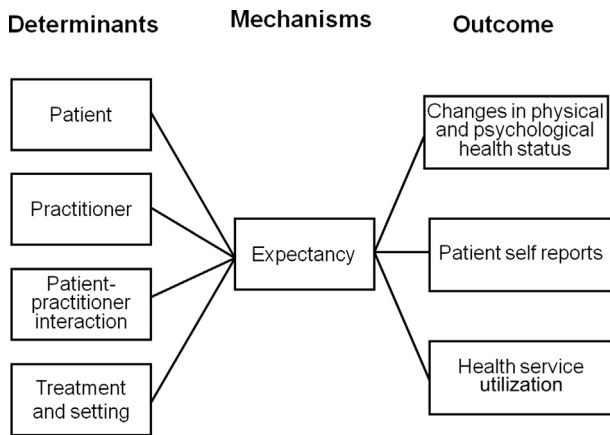 Determinants
Mechanisms
Outcome
Patient
Practitioner
Patient-
practitioner
interaction
Treatment
and setting
Expectancy
Changes in physical
and psychological
health status
Patient self reports
Health service
utilization